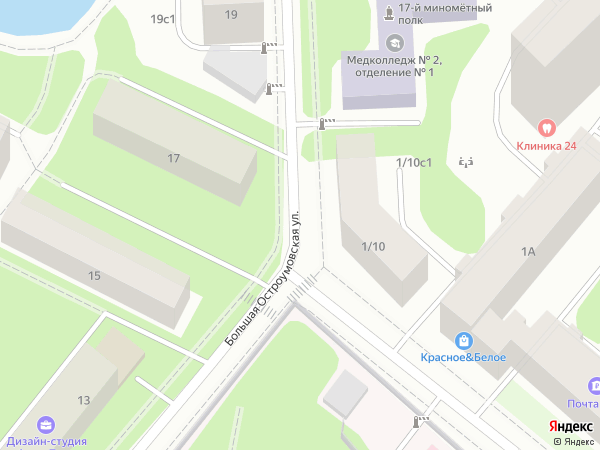 19с1
19
17-й миномётный
полк
Медколледж № 2,
отделение № 1
Клиника 24
17
1/10с1
Большая Остроумовская ул.
1/10
1А
15
Красное&Белое
13
Почта
Дизайн-студия
Яндекс
© Яндекс